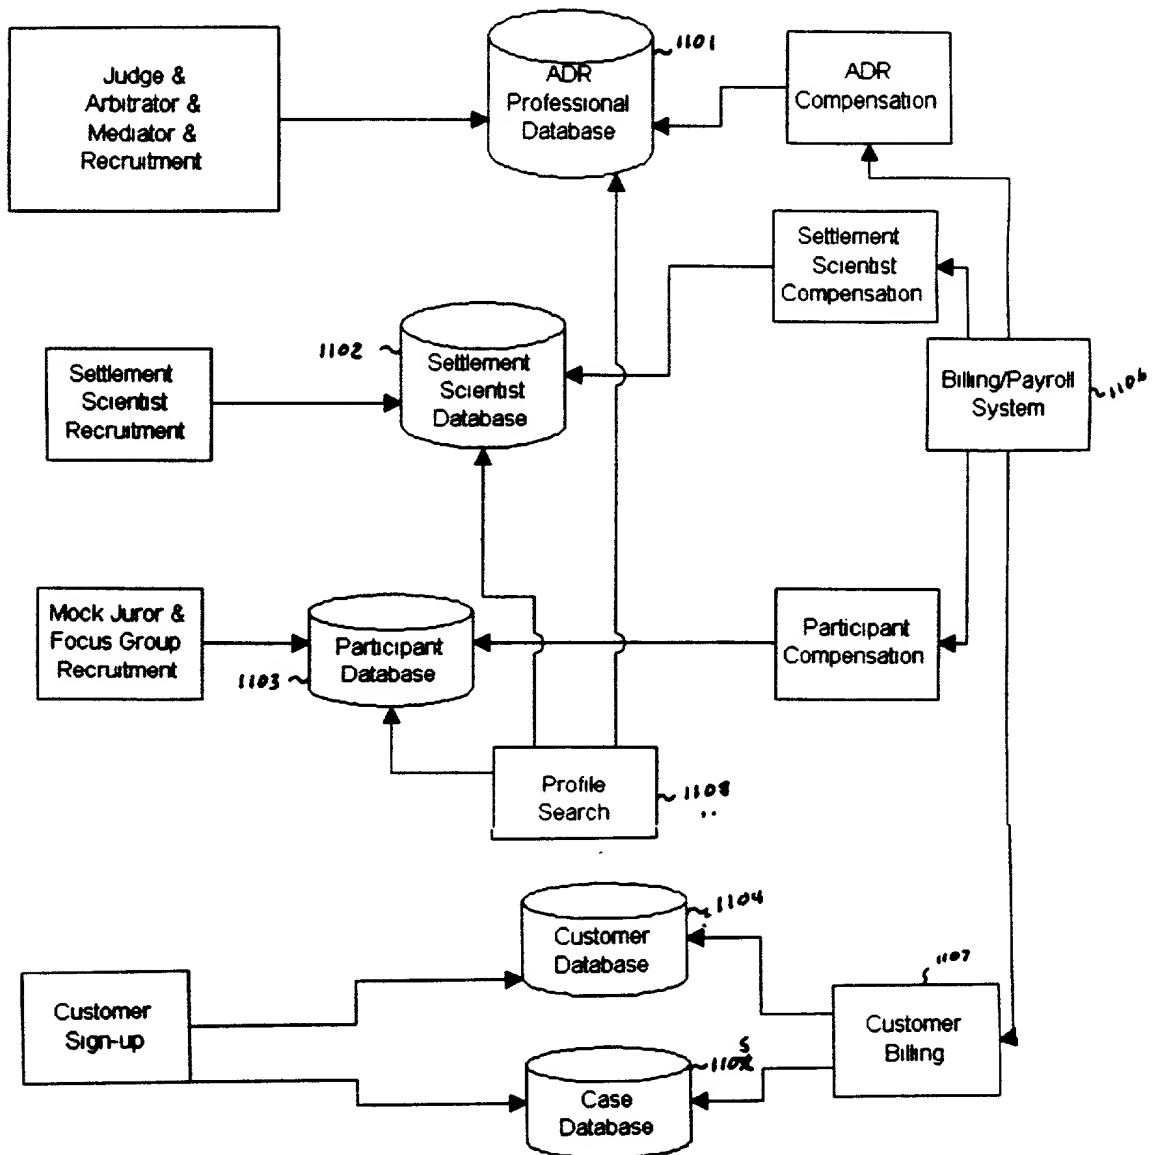 1101
Judge &
Arbitrator &
Mediator &
Recruitment
ADR
Professional
Database
ADR
Compensation
Settlement
Scientist
Compensation
1102
Settlement
Scientist
Recruitment
Settlement
Scientist
Database
Billing/Payroll
System
1106
Mock Juror &
Focus Group
Recruitment
Participant
Database
1103
Participant
Compensation
Profile
Search
1108
1104
Customer
Database
1107
Customer
Sign-up
Customer
Billing
1105
Case
Database